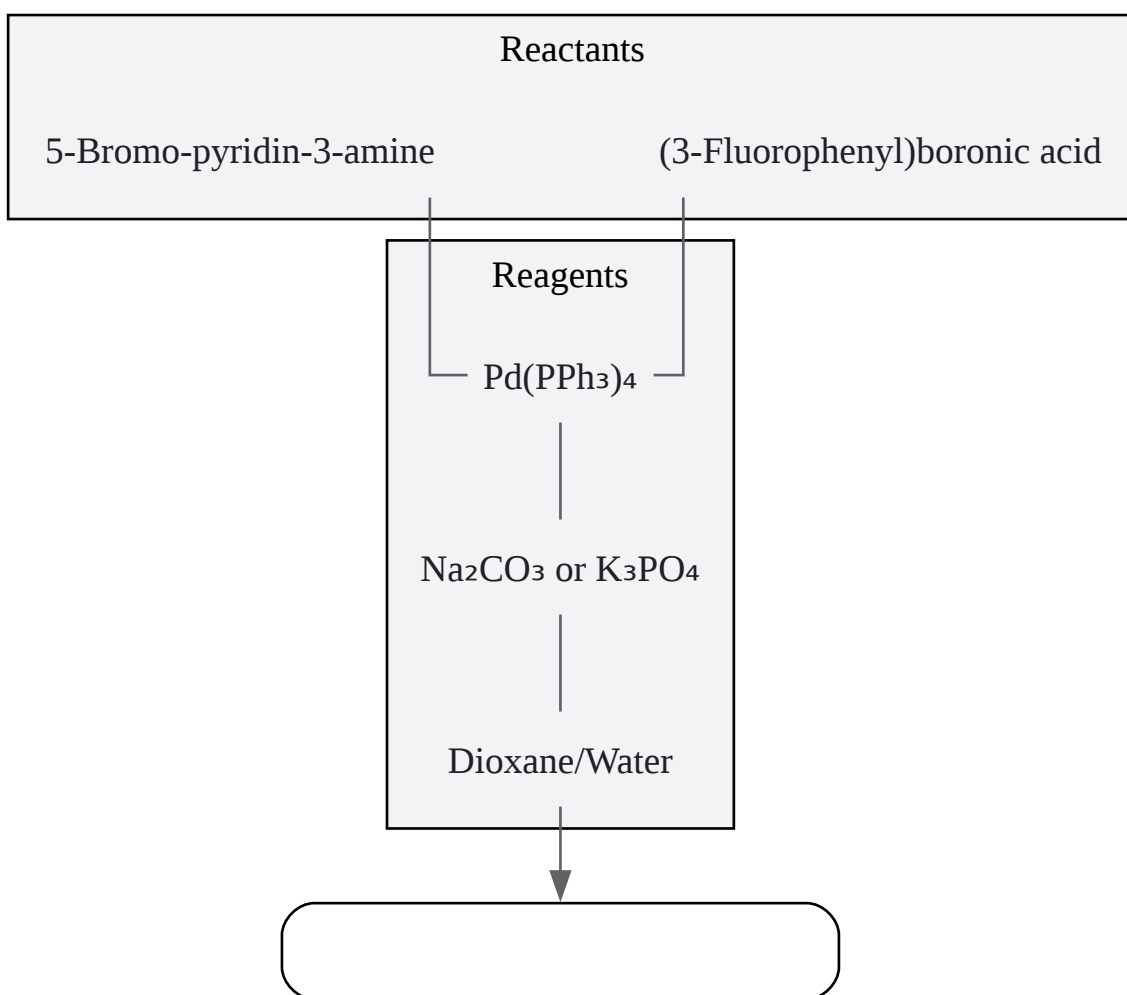 Reactants
5-Bromo-pyridin-3-amine
(3-Fluorophenyl)boronic acid
Reagents
Pd(PPh₃)₄
Na₂CO₃ or K₃PO₄
Dioxane/Water